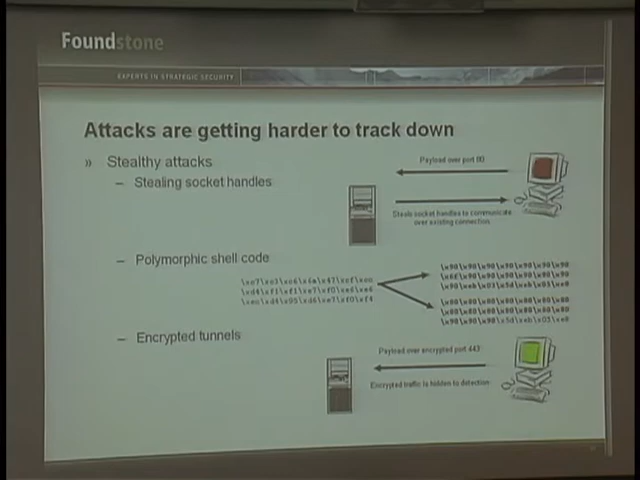 Foundstone
EXPERTS IN STRATEGIC SECURITY
Attacks are getting harder to track down
» Stealthy attacks
– Stealing socket handles
Payload over port 80
Steals socket handles to communicate
over existing connection
– Polymorphic shell code
– Encrypted tunnels
Payload over encrypted port 443
Encrypted traffic is hidden to detection